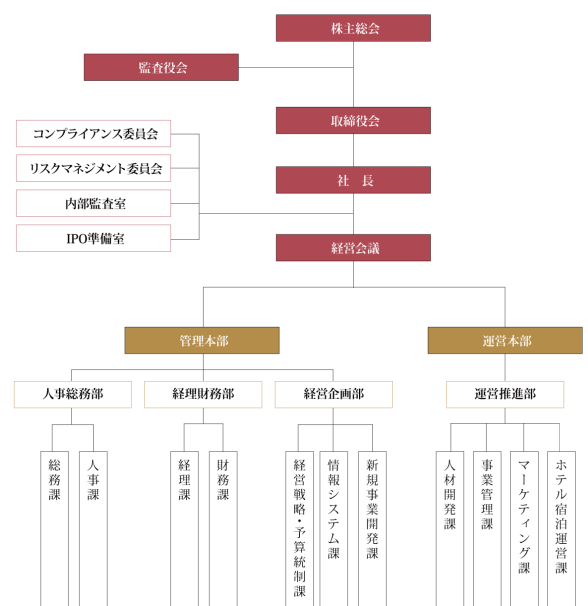 株主総会
監査役会
取締役会
コンプライアンス委員会
社　長
リスクマネジメント委員会
内部監査室
IPO準備室
経営会議
管理本部
運営本部
人事総務部
経理財務部
経営企画部
運営推進部
総務課
人事課
経理課
財務課
経営戦略・予算統制課
情報システム課
新規事業開発課
人材開発課
事業管理課
マーケティング課
ホテル宿泊運営課